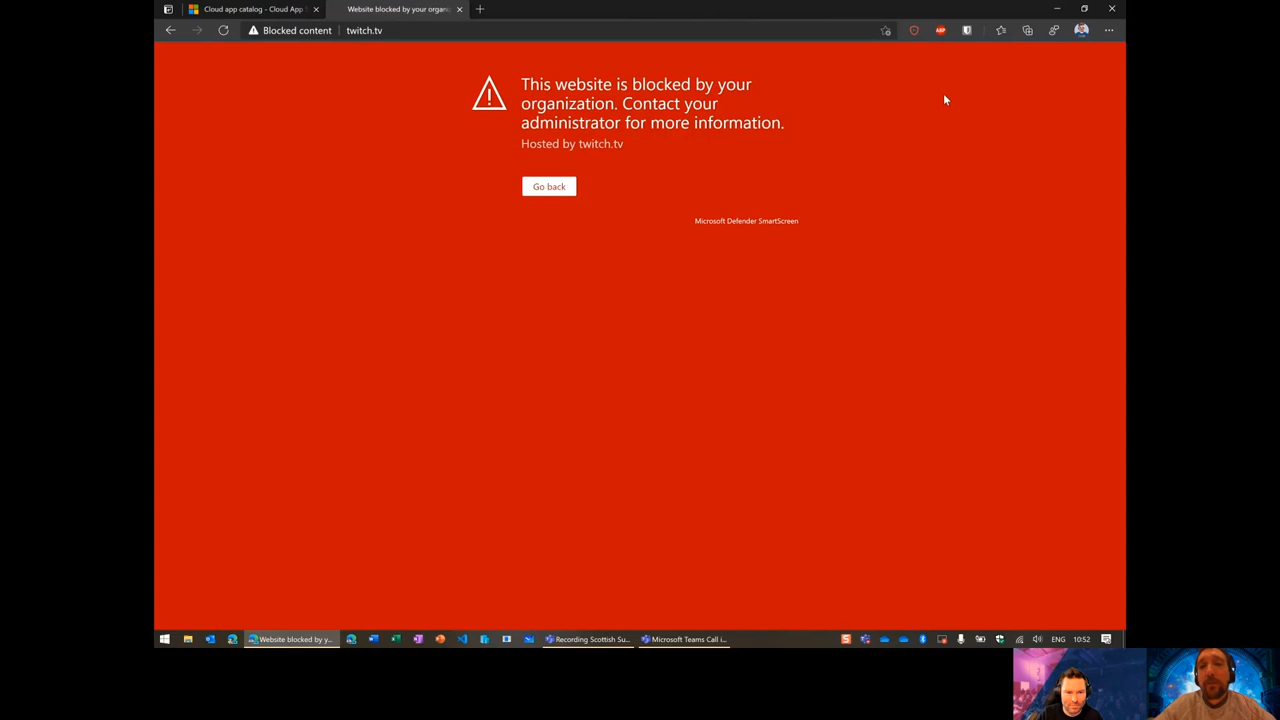 Cloud app catalog - Cloud App
Website blocked by your organi
Blocked content
twitch.tv
ABP
This website is blocked by your
organization. Contact your
administrator for more information.
Hosted by twitch.tv
Go back
Microsoft Defender SmartScreen
Website blocked by y...
Recording Scottish Su...
Microsoft Teams Call i...
ENG
10:52